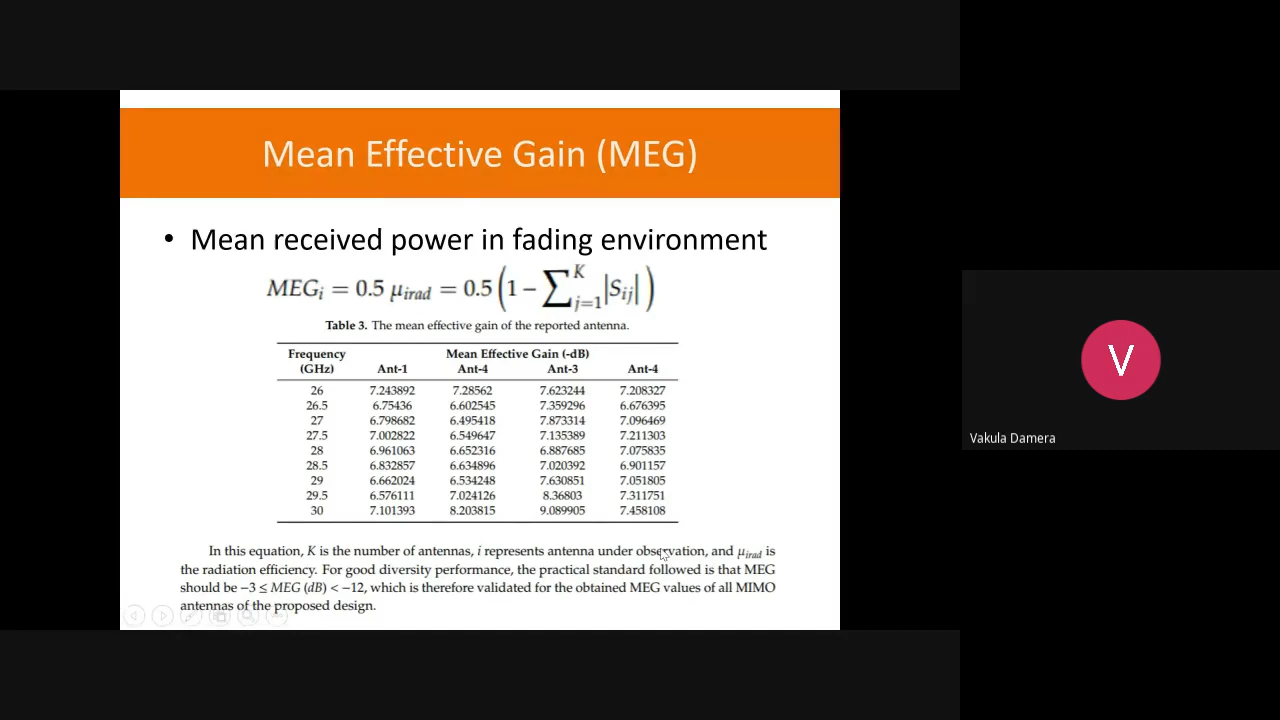 Mean Effective Gain (MEG)
• Mean received power in fading environment
MEGᵢ = 0.5 μᵢᵣₐd = 0.5 (1 − ∑ᴷⱼ₌₁ |Sᵢⱼ|)
Table 3. The mean effective gain of the reported antenna.
Frequency Mean Effective Gain (-dB)
(GHz) Ant-1 Ant-4 Ant-3 Ant-4
26 7.243892 7.28562 7.623244 7.208327
26.5 6.75436 6.602545 7.359296 6.676395
27 6.798682 6.495418 7.873314 7.096469
27.5 7.002822 6.549647 7.135389 7.211303
28 6.961063 6.652316 6.887685 7.075835
28.5 6.832857 6.634896 7.020392 6.901157
29 6.662024 6.534248 7.630851 7.051805
29.5 6.576111 7.024126 8.36803 7.311751
30 7.101393 8.203815 9.089905 7.458108
In this equation, K is the number of antennas, i represents antenna under observation, and μᵢᵣₐd is
the radiation efficiency. For good diversity performance, the practical standard followed is that MEG
should be −3 ≤ MEG (dB) < −12, which is therefore validated for the obtained MEG values of all MIMO
antennas of the proposed design.
V
Vakula Damera